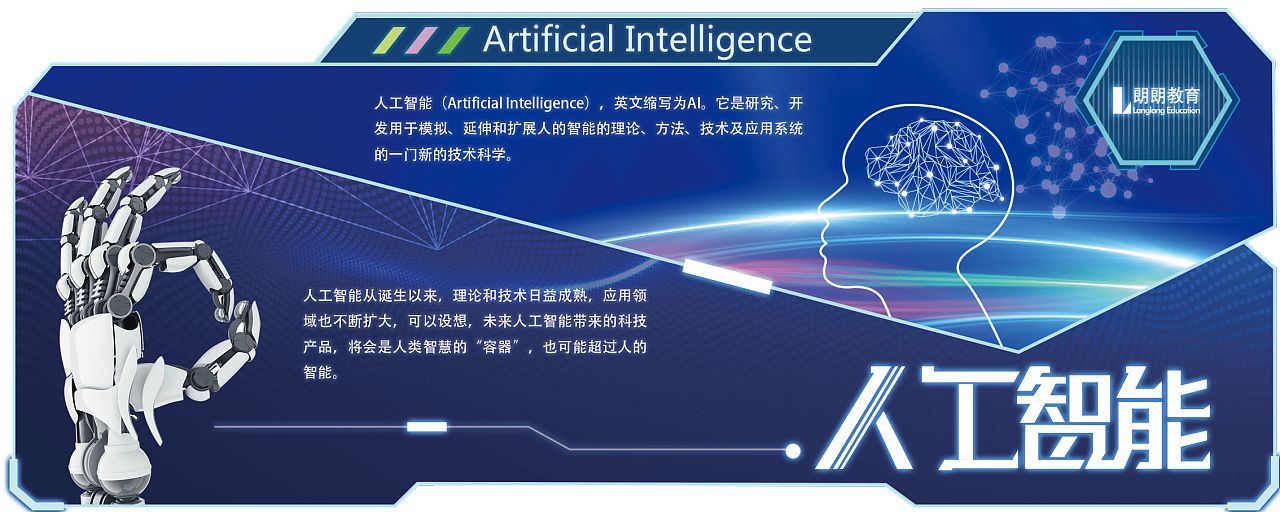 Artificial Intelligence
人工智能（Artificial Intelligence），英文缩写为AI。它是研究、开
发用于模拟、延伸和扩展人的智能的理论、方法、技术及应用系统
的一门新的技术科学。
朗朗教育
Langlang Education
人工智能从诞生以来，理论和技术日益成熟，应用领
域也不断扩大，可以设想，未来人工智能带来的科技
产品，将会是人类智慧的“容器”，也可能超过人的
智能。
人工智能